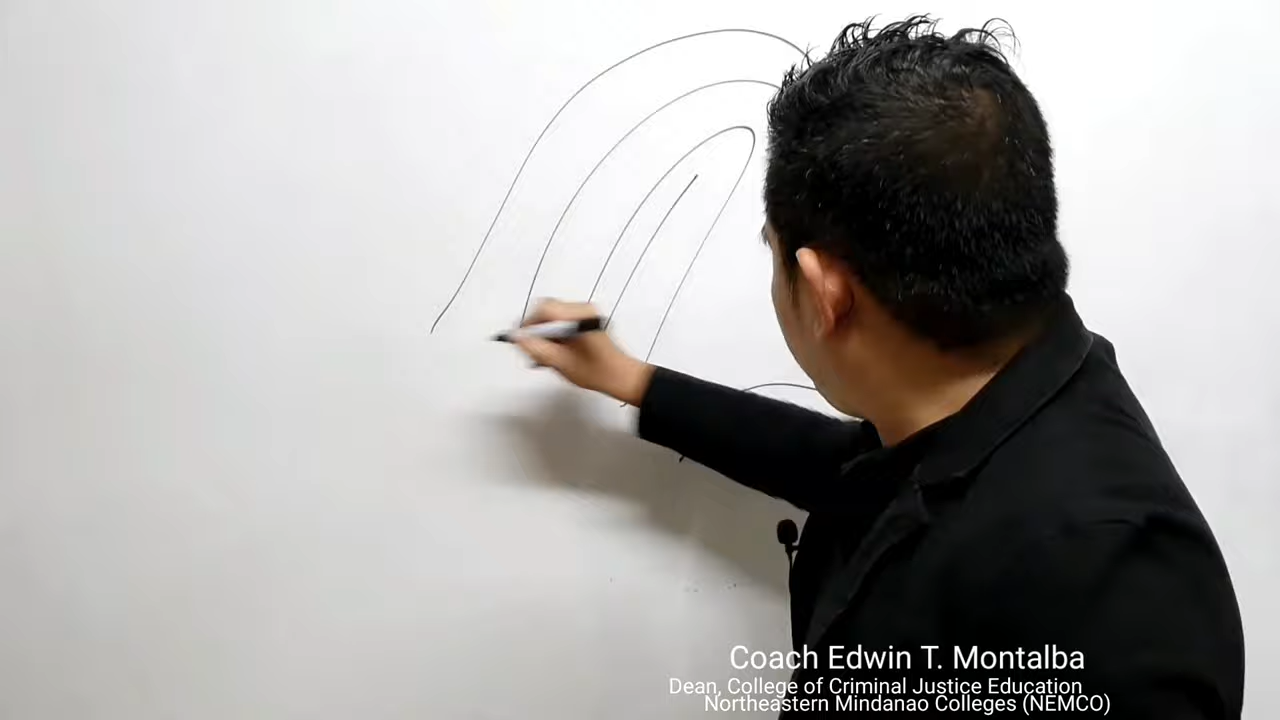 Coach Edwin T. Montalba
Dean, College of Criminal Justice Education
Northeastern Mindanao Colleges (NEMCO)